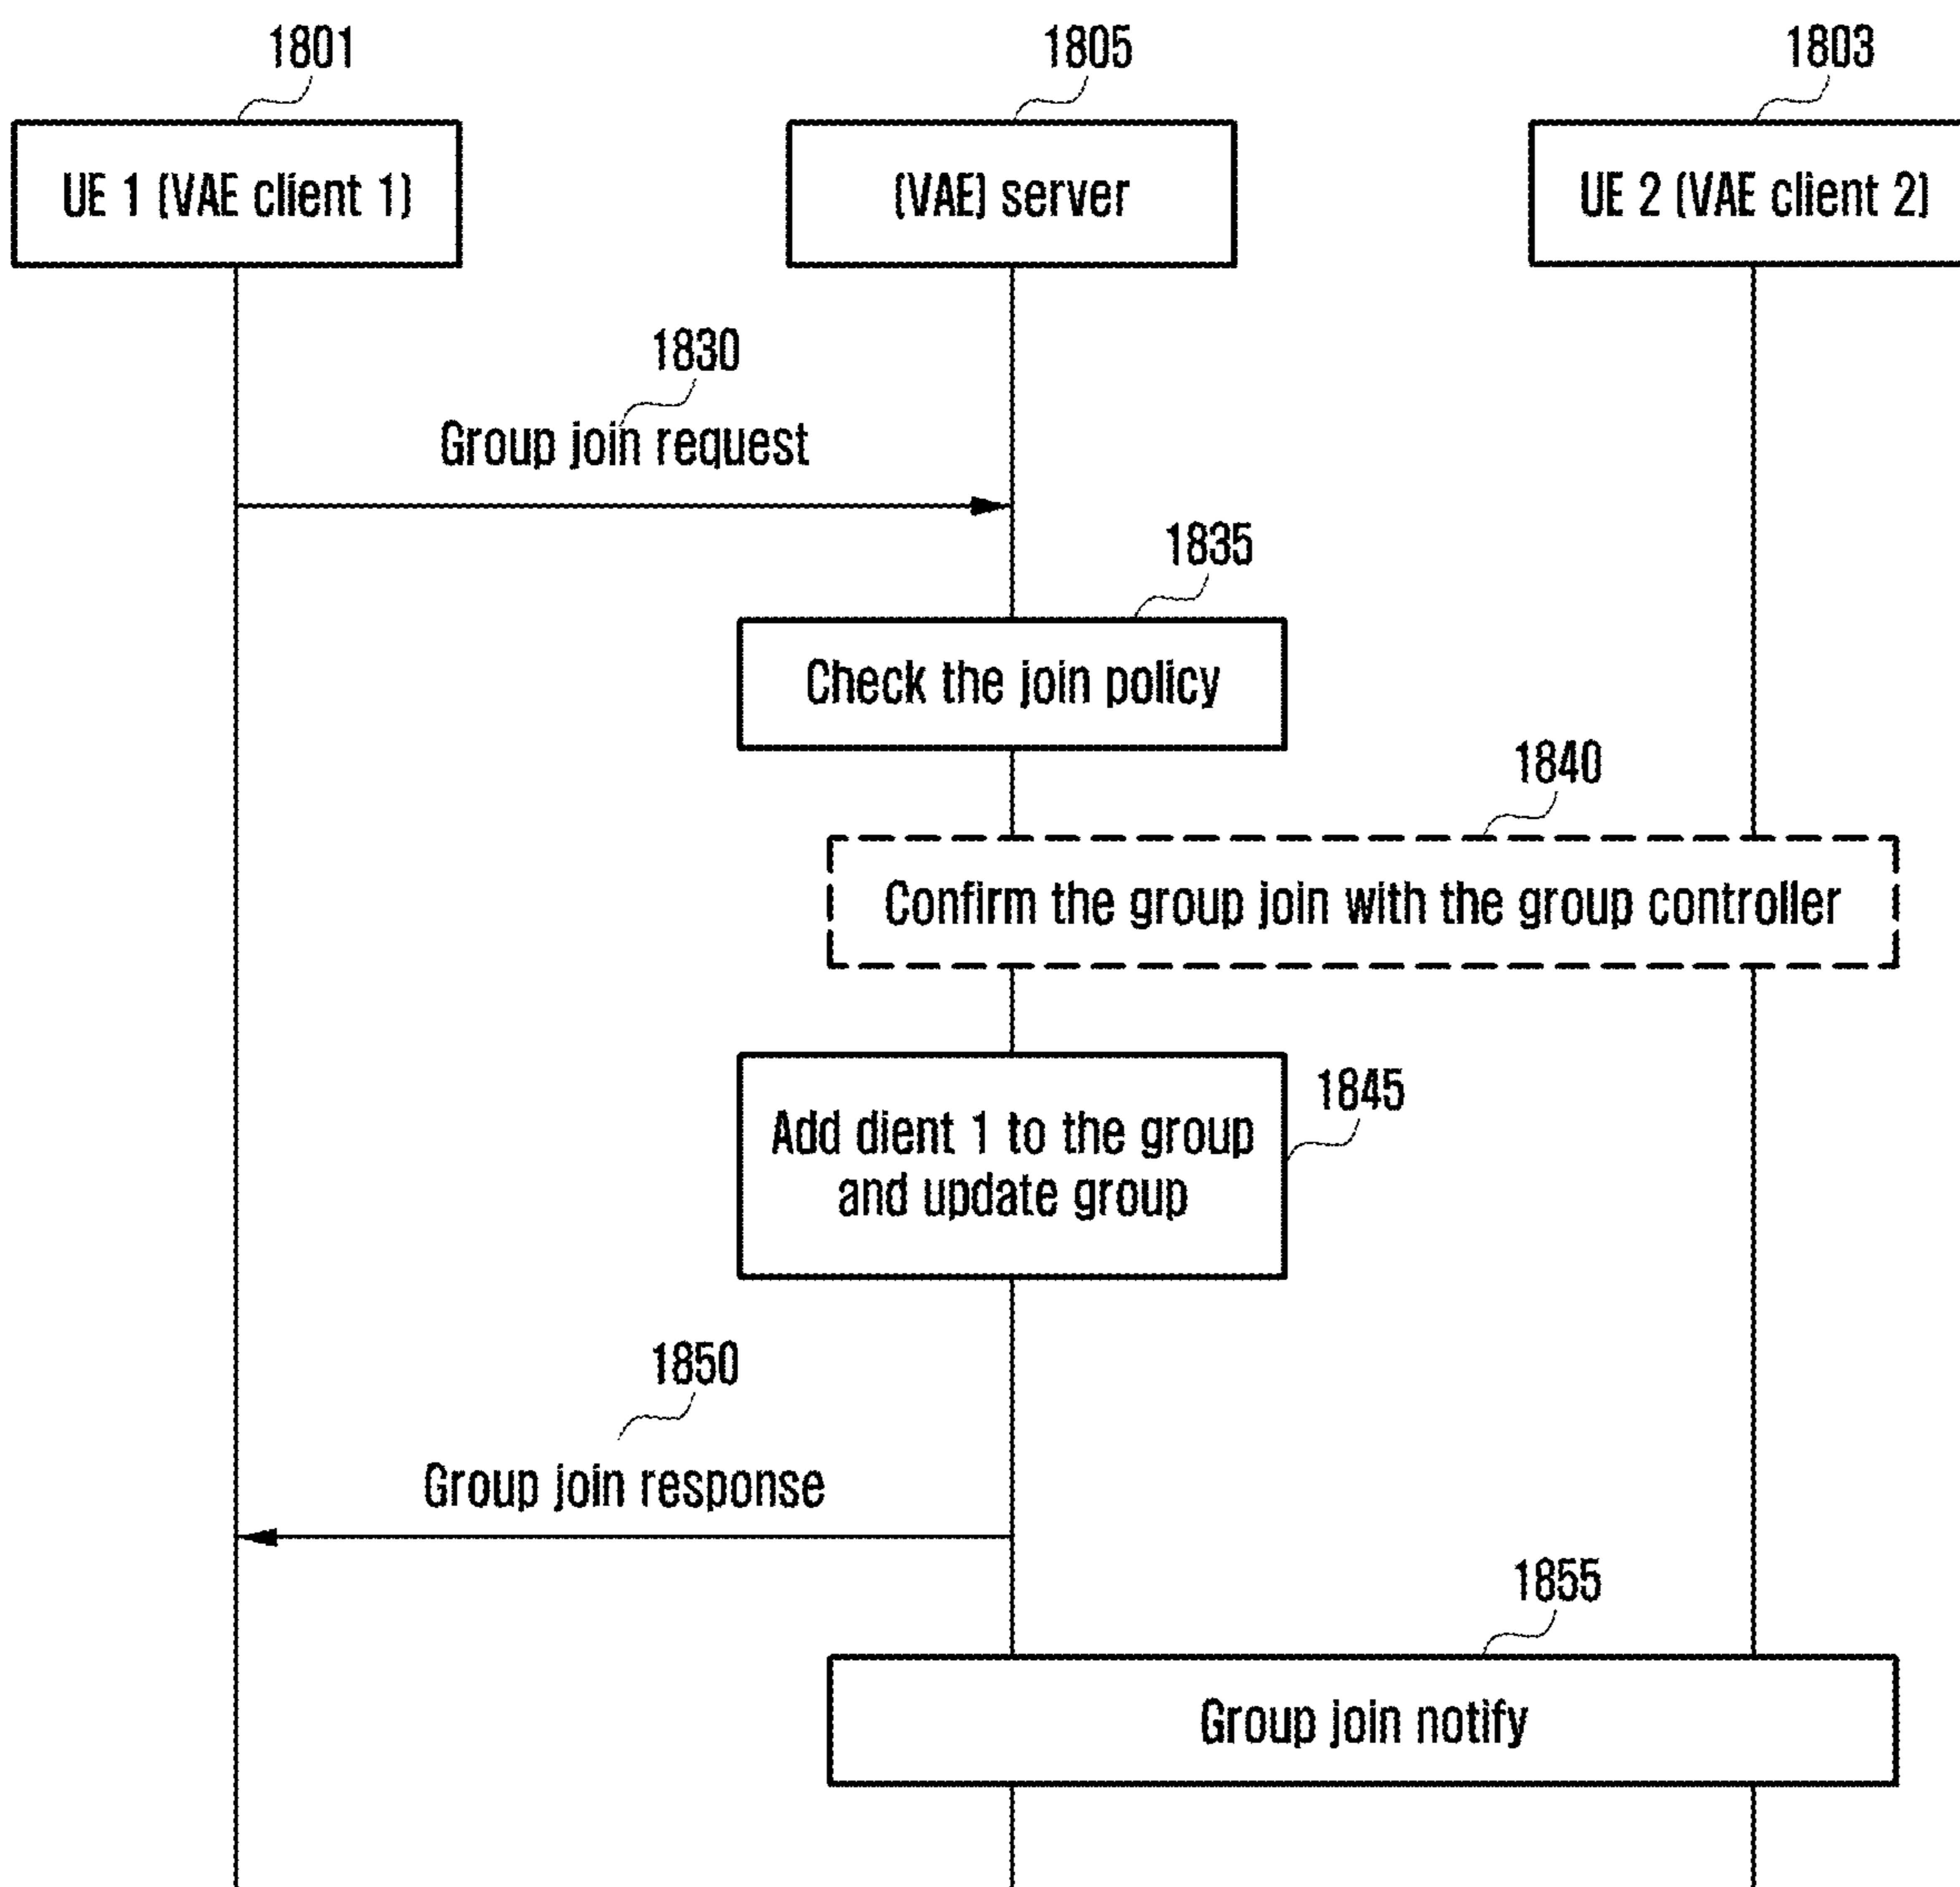 1801
1805
1803
UE 1 (VAE client 1)
(VAE) server
UE 2 (VAE client 2)
1830
Group join request
1835
Check the join policy
1840
Confirm the group join with the group controller
1845
Add dient 1 to the group
and update group
1850
Group join response
1855
Group join notify